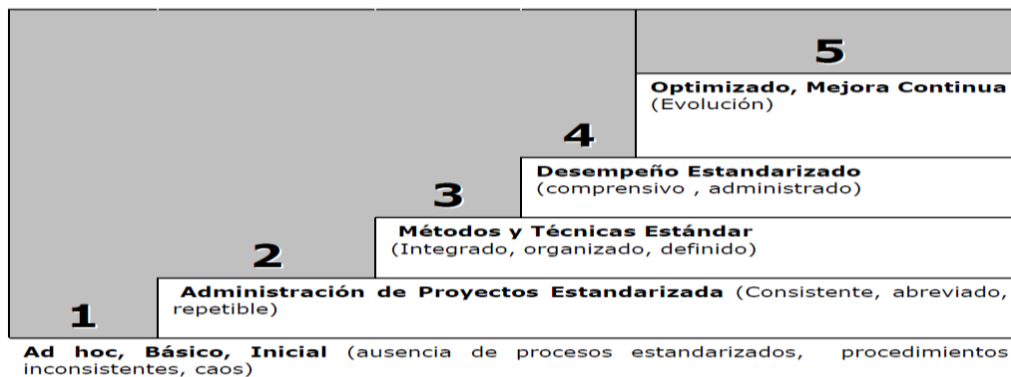 5
Optimizado, Mejora Continua
(Evolución)
4
Desempeño Estandarizado
(comprensivo , administrado)
3
Métodos y Técnicas Estándar
(Integrado, organizado, definido)
2
Administración de Proyectos Estandarizada (Consistente, abreviado,
repetible)
1
Ad hoc, Básico, Inicial (ausencia de procesos estandarizados, procedimientos
inconsistentes, caos)